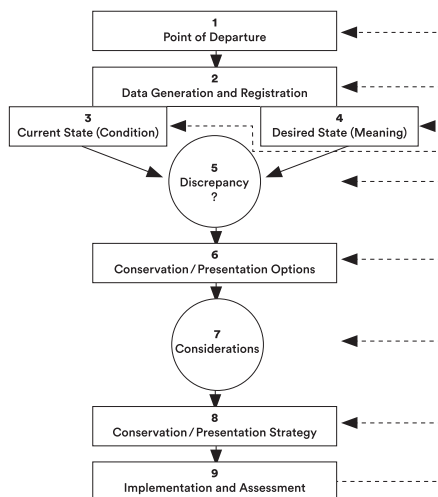 1
Point of Departure
2
Data Generation and Registration
3
Current State (Condition)
4
Desired State (Meaning)
5
Discrepancy
?
6
Conservation/Presentation Options
7
Considerations
8
Conservation/Presentation Strategy
9
Implementation and Assessment